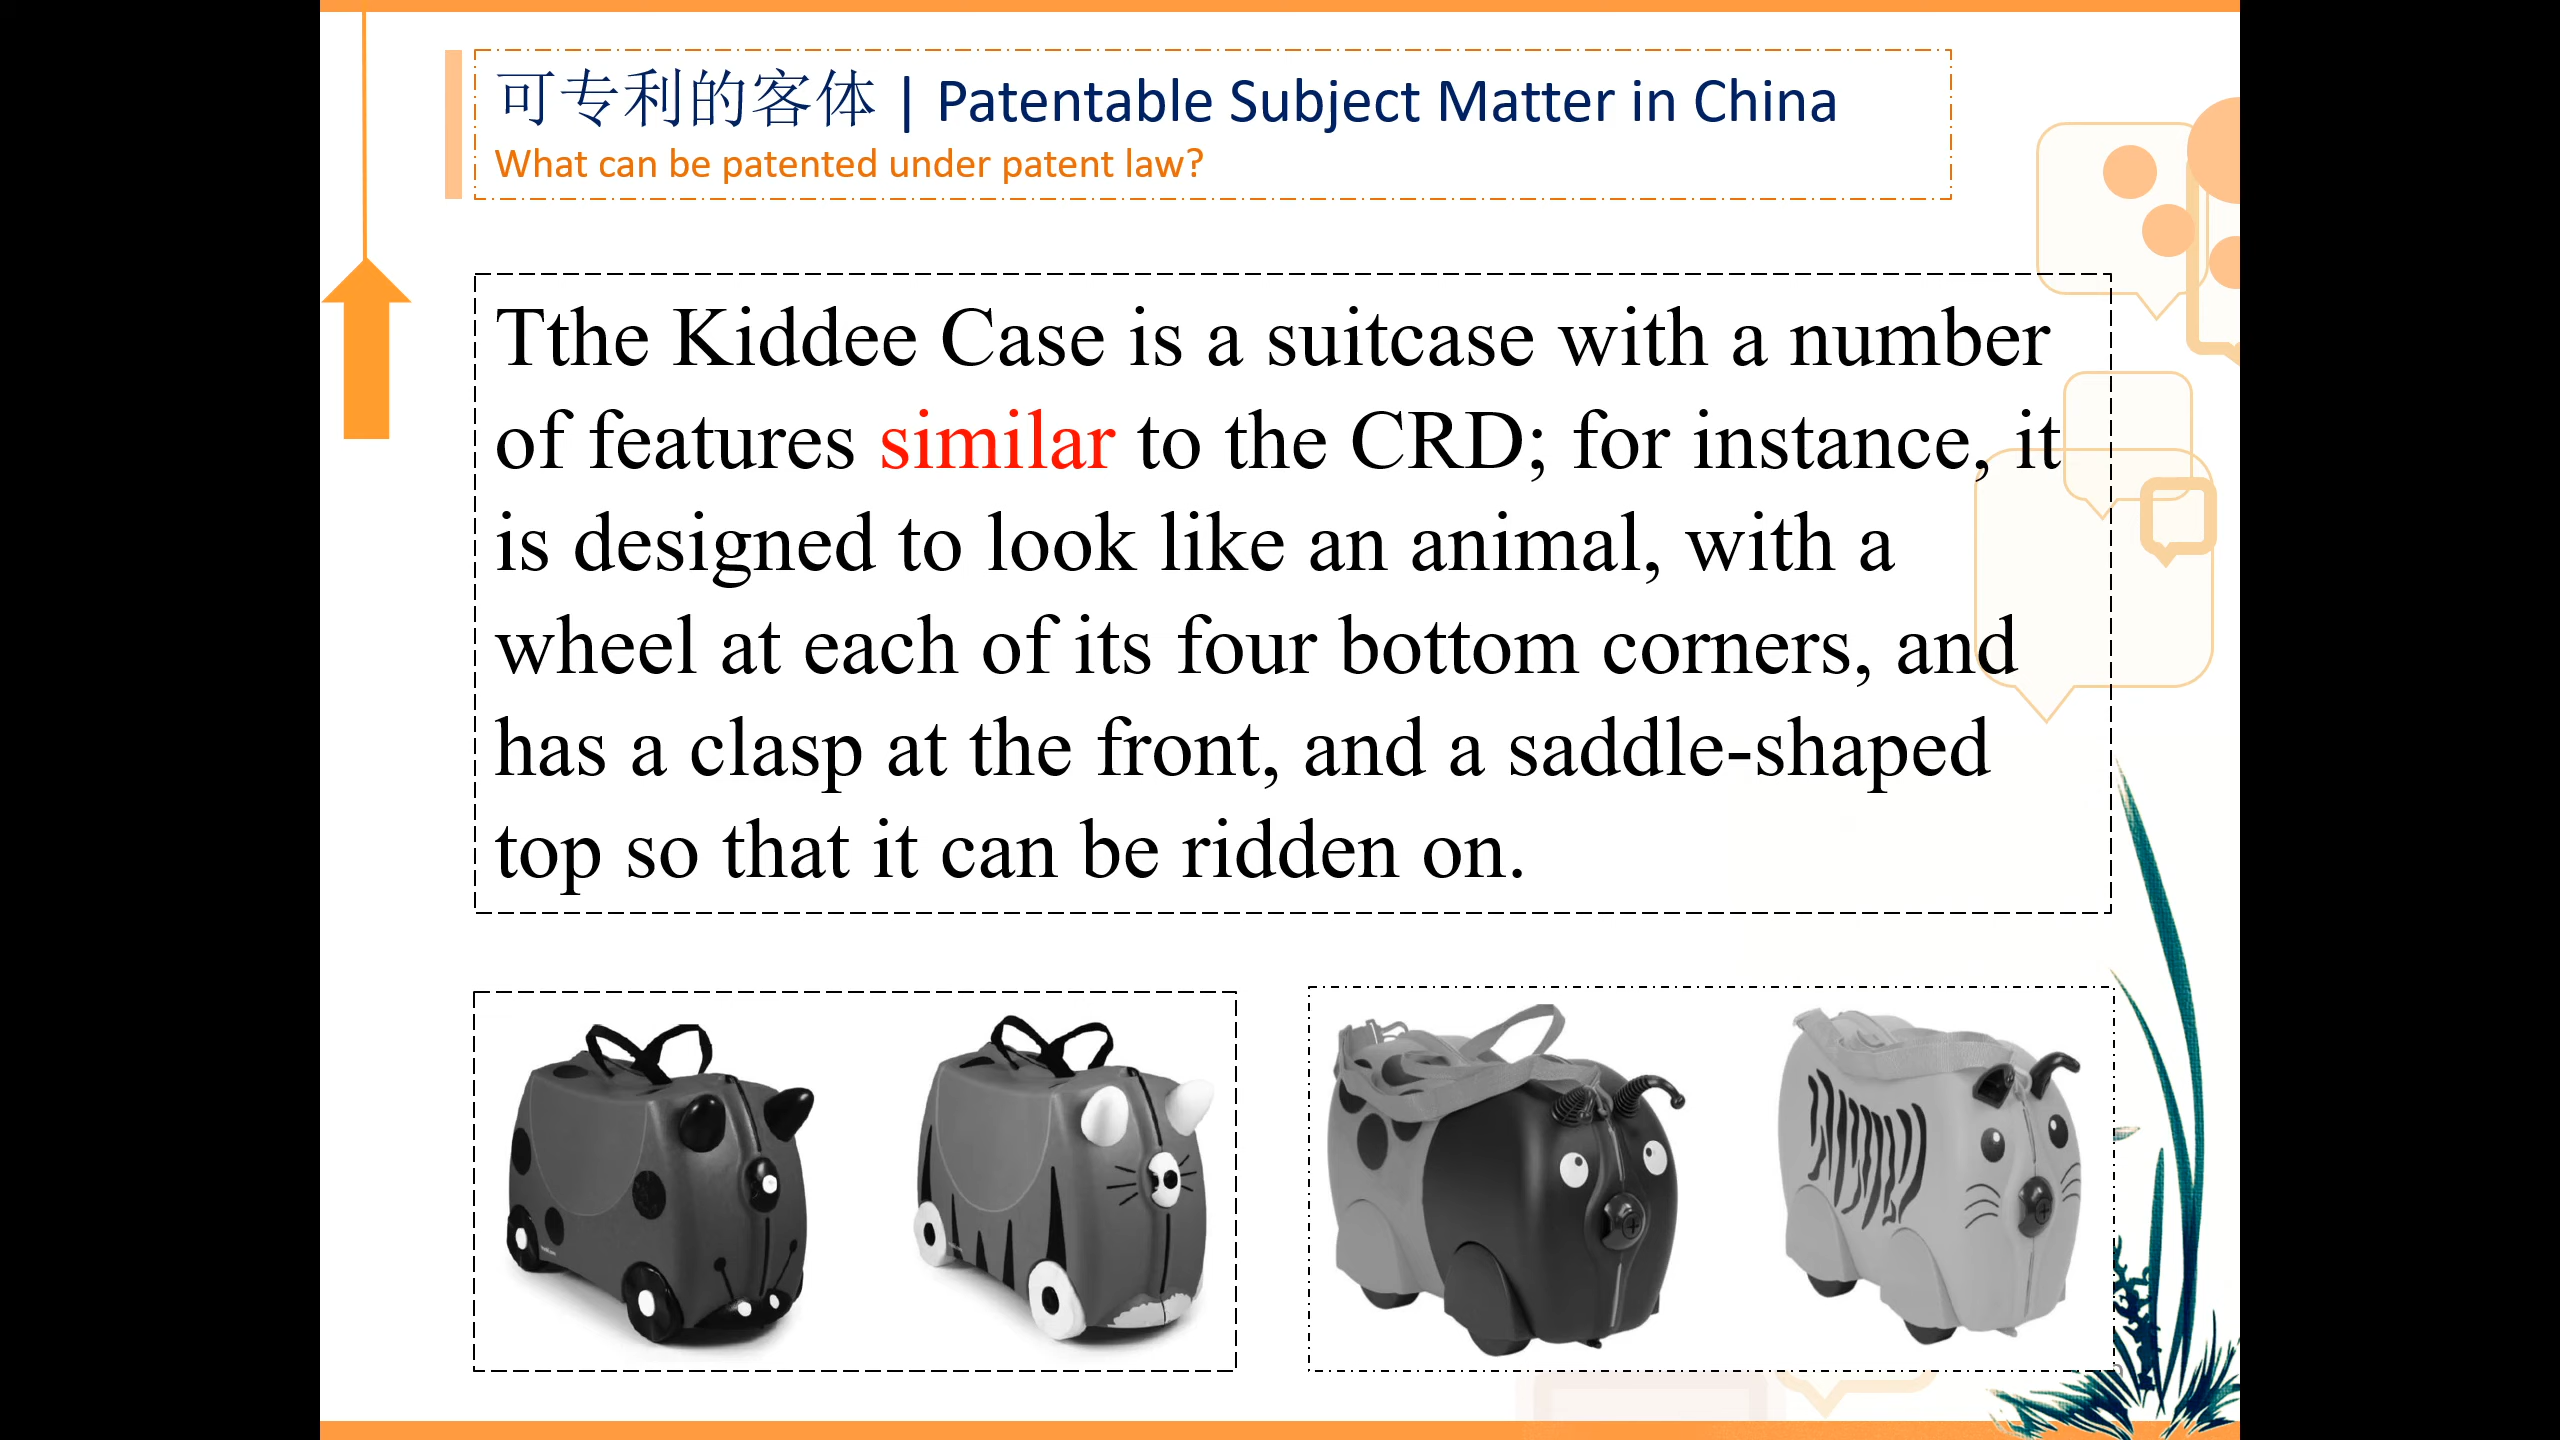 可专利的客体 | Patentable Subject Matter in China
What can be patented under patent law?
Tthe Kiddee Case is a suitcase with a number
of features similar to the CRD; for instance, it
is designed to look like an animal, with a
wheel at each of its four bottom corners, and
has a clasp at the front, and a saddle-shaped
top so that it can be ridden on.